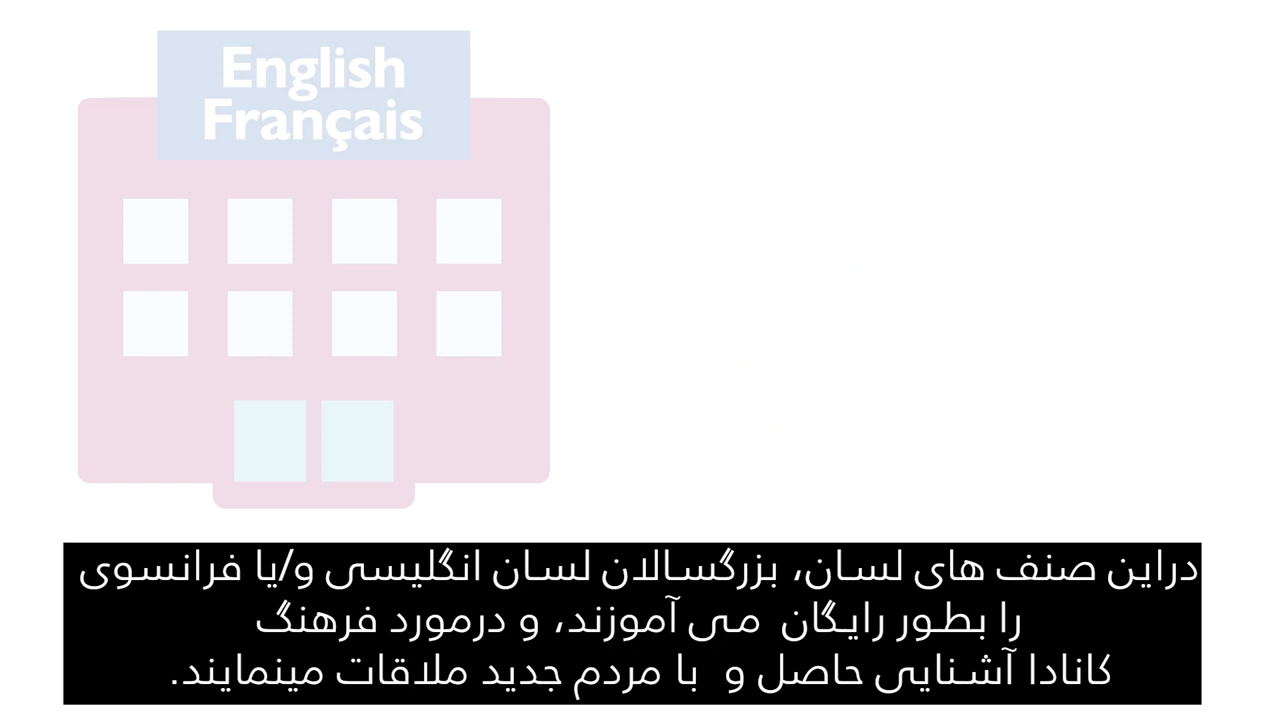 English
Français
دراین صنف های لسان، بزرگسالان لسان انگلیسی و/یا فرانسوی
را بطور رایگان می آموزند، و درمورد فرهنگ
کانادا آشنایی حاصل و با مردم جدید ملاقات مینمایند.